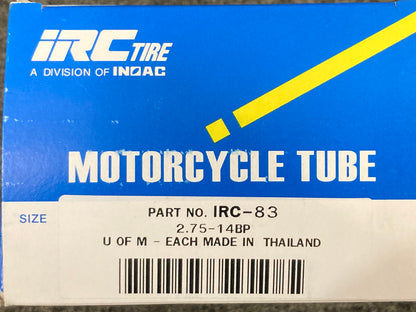 IRC TIRE
A DIVISION OF INOAC
MOTORCYCLE TUBE
SIZE
PART NO. IRC-83
2.75-14BP
U OF M - EACH MADE IN THAILAND